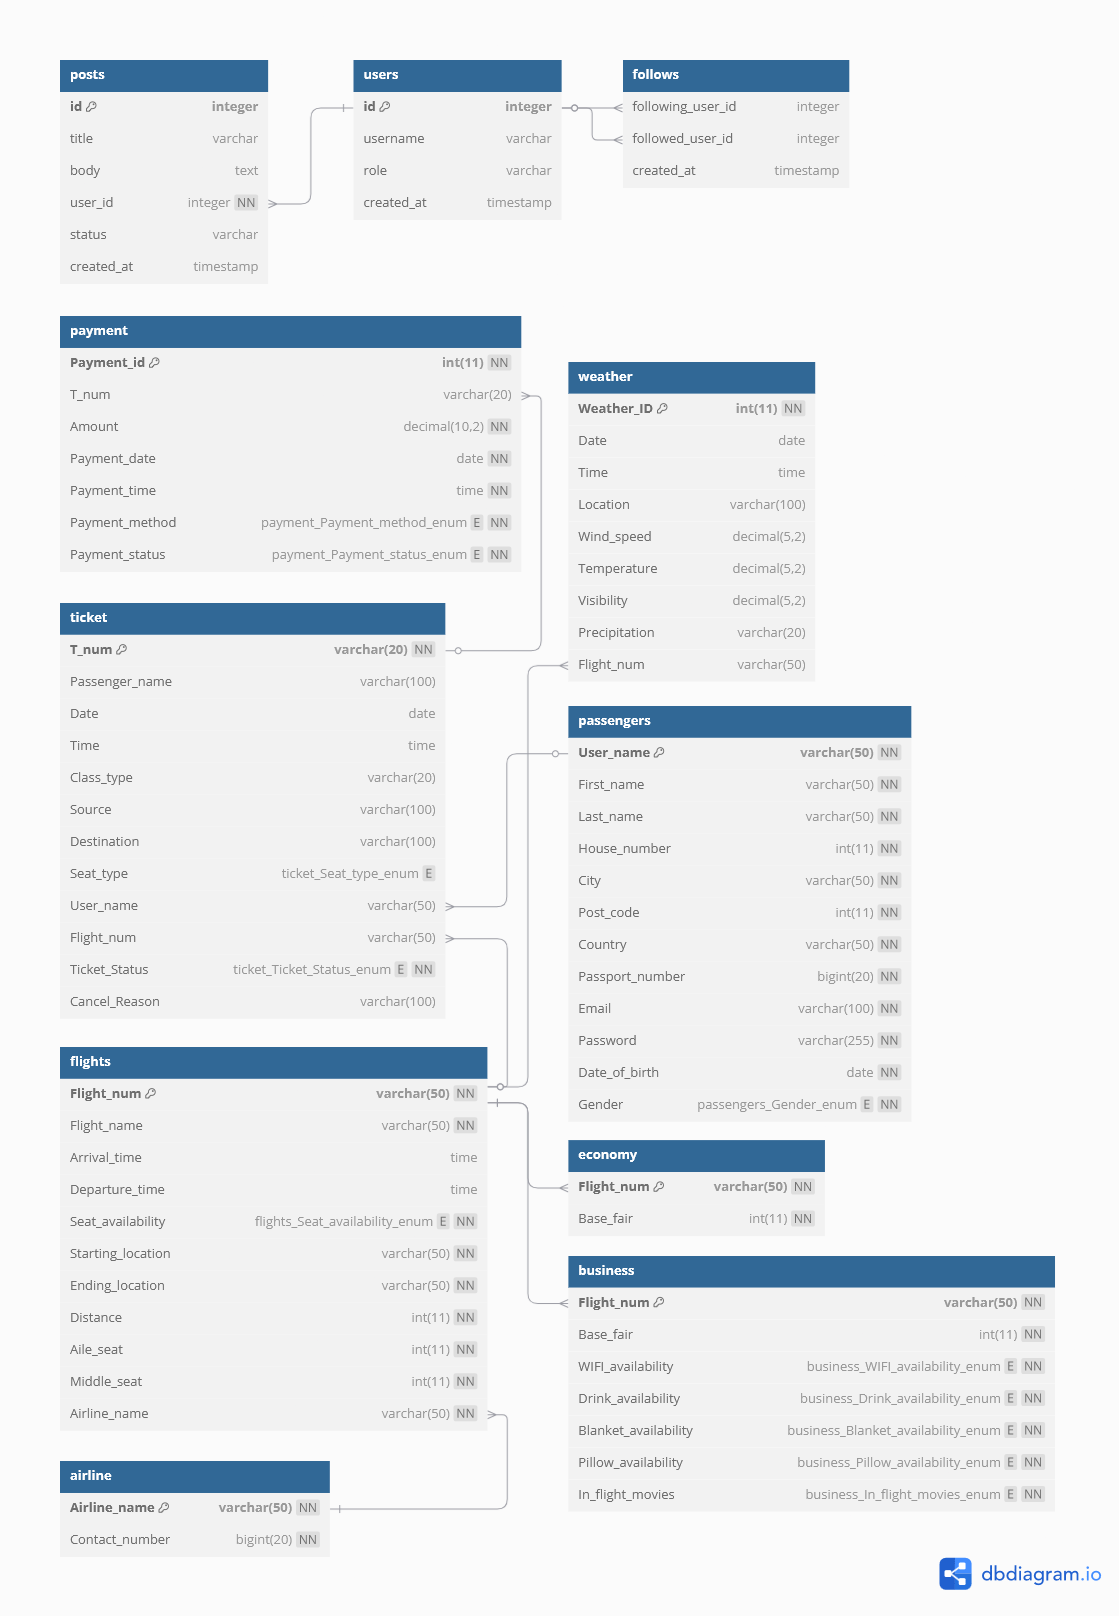 posts
id integer
title varchar
body text
user_id integer NN
status varchar
created_at timestamp
users
id integer
username varchar
role varchar
created_at timestamp
follows
following_user_id integer
followed_user_id integer
created_at timestamp
payment
Payment_id int(11) NN
T_num varchar(20)
Amount decimal(10,2) NN
Payment_date date NN
Payment_time time NN
Payment_method payment_Payment_method_enum E NN
Payment_status payment_Payment_status_enum E NN
weather
Weather_ID int(11) NN
Date date
Time time
Location varchar(100)
Wind_speed decimal(5,2)
Temperature decimal(5,2)
Visibility decimal(5,2)
Precipitation varchar(20)
Flight_num varchar(50)
ticket
T_num varchar(20) NN
Passenger_name varchar(100)
Date date
Time time
Class_type varchar(20)
Source varchar(100)
Destination varchar(100)
Seat_type ticket_Seat_type_enum E
User_name varchar(50)
Flight_num varchar(50)
Ticket_Status ticket_Ticket_Status_enum E NN
Cancel_Reason varchar(100)
passengers
User_name varchar(50) NN
First_name varchar(50) NN
Last_name varchar(50) NN
House_number int(11) NN
City varchar(50) NN
Post_code int(11) NN
Country varchar(50) NN
Passport_number bigint(20) NN
Email varchar(100) NN
Password varchar(255) NN
Date_of_birth date NN
Gender passengers_Gender_enum E NN
flights
Flight_num varchar(50) NN
Flight_name varchar(50) NN
Arrival_time time
Departure_time time
Seat_availability flights_Seat_availability_enum E NN
Starting_location varchar(50) NN
Ending_location varchar(50) NN
Distance int(11) NN
Aile_seat int(11) NN
Middle_seat int(11) NN
Airline_name varchar(50) NN
economy
Flight_num varchar(50) NN
Base_fair int(11) NN
business
Flight_num varchar(50) NN
Base_fair int(11) NN
WIFI_availability business_WIFI_availability_enum E NN
Drink_availability business_Drink_availability_enum E NN
Blanket_availability business_Blanket_availability_enum E NN
Pillow_availability business_Pillow_availability_enum E NN
In_flight_movies business_In_flight_movies_enum E NN
airline
Airline_name varchar(50) NN
Contact_number bigint(20) NN
dbdiagram.io